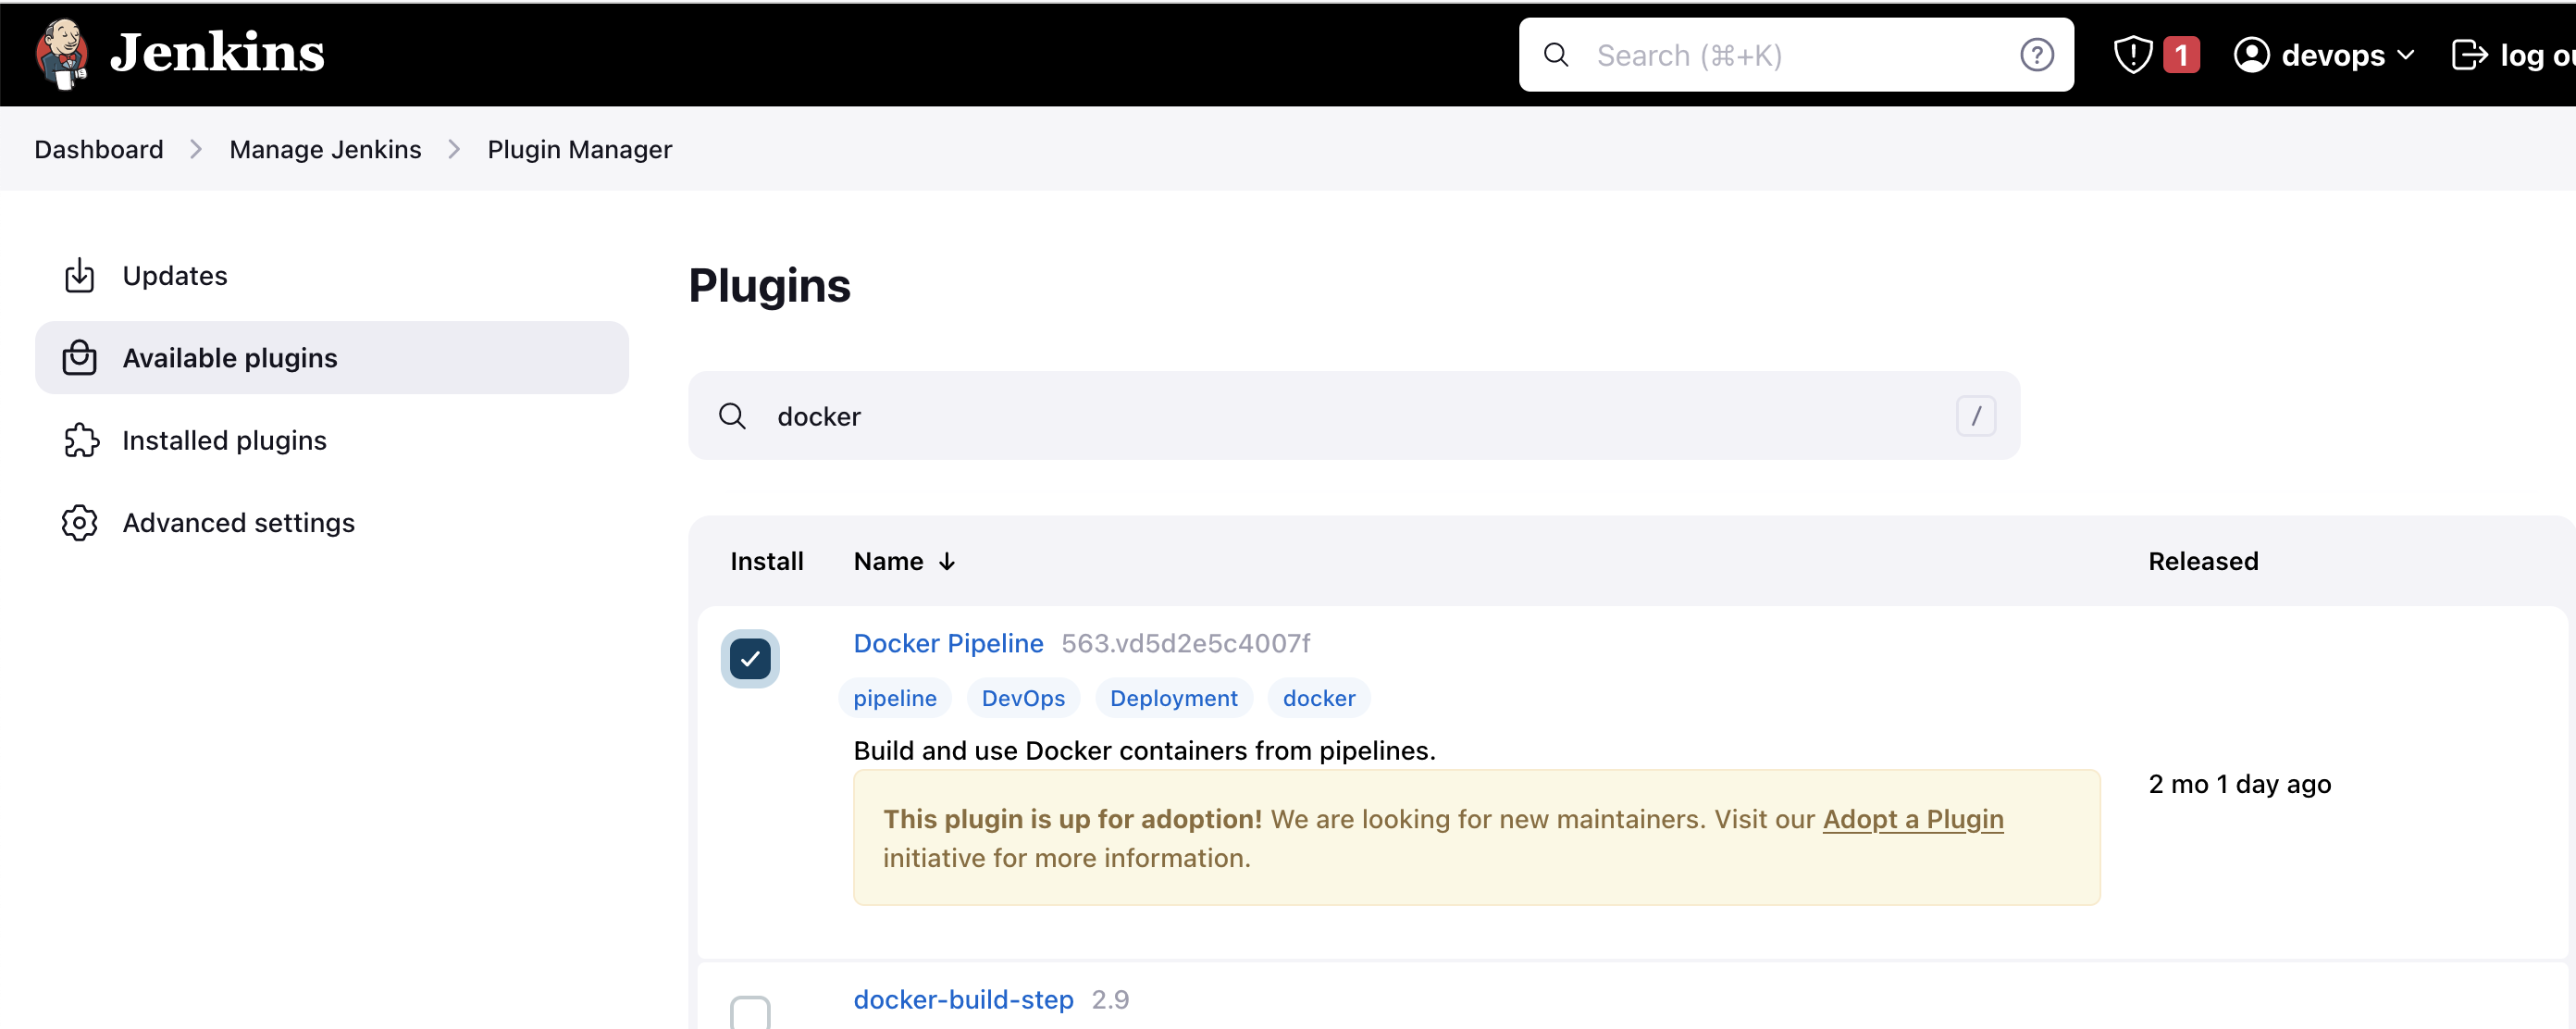 Jenkins
Search (⌘+K)
?
1
devops
log ou
Dashboard > Manage Jenkins > Plugin Manager
Updates
Available plugins
Installed plugins
Advanced settings
Plugins
docker
/
Install Name ↓ Released
Docker Pipeline 563.vd5d2e5c4007f
pipeline DevOps Deployment docker
Build and use Docker containers from pipelines.
This plugin is up for adoption! We are looking for new maintainers. Visit our Adopt a Plugin
initiative for more information.
2 mo 1 day ago
docker-build-step 2.9